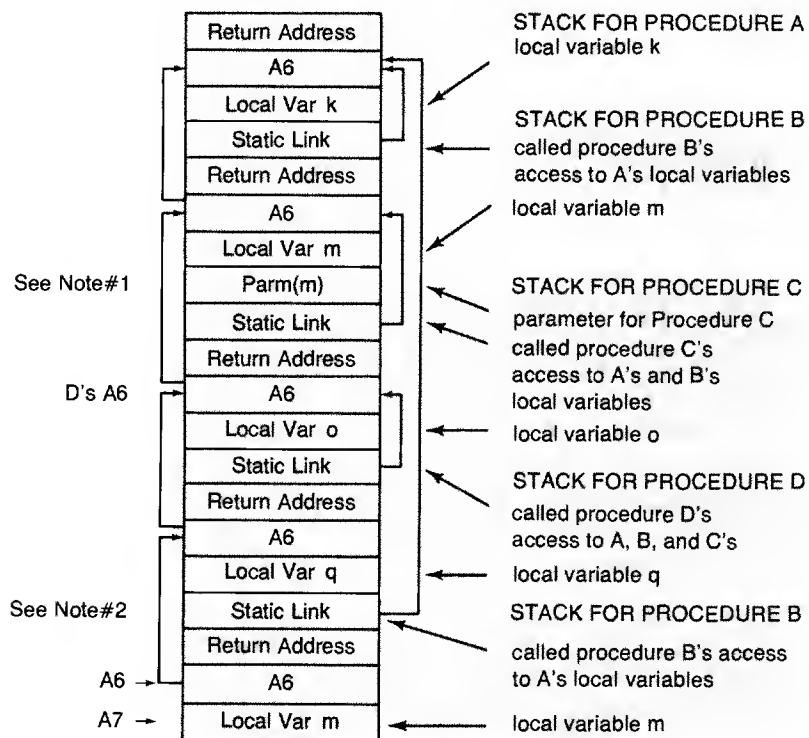 Return Address
A6
Local Var k
Static Link
Return Address
A6
Local Var m
Parm(m)
Static Link
Return Address
A6
Local Var o
Static Link
Return Address
A6
Local Var q
Static Link
Return Address
A6
Local Var m
See Note#1
D's A6
See Note#2
A6
A7
STACK FOR PROCEDURE A
local variable k
STACK FOR PROCEDURE B
called procedure B's
access to A's local variables
local variable m
STACK FOR PROCEDURE C
parameter for Procedure C
called procedure C's
access to A's and B's
local variables
local variable o
STACK FOR PROCEDURE D
called procedure D's
access to A, B, and C's
local variable q
STACK FOR PROCEDURE B
called procedure B's access
to A's local variables
local variable m